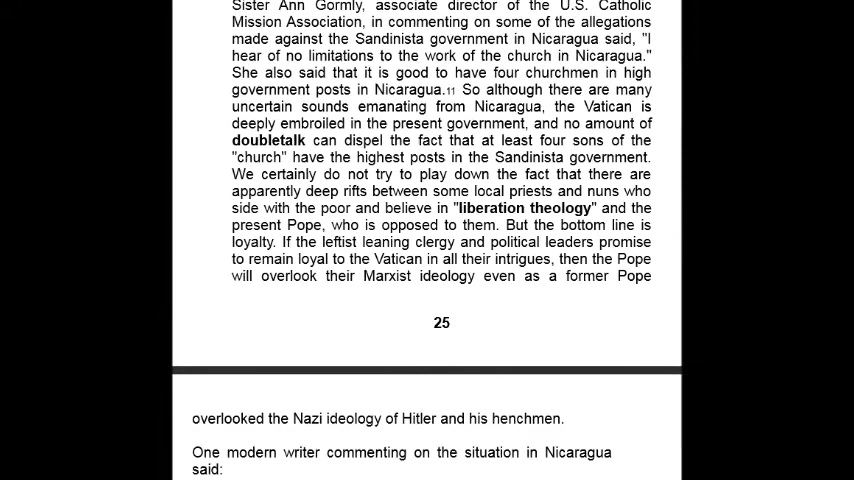 Sister Ann Gormly, associate director of the U.S. Catholic
Mission Association, in commenting on some of the allegations
made against the Sandinista government in Nicaragua said, "I
hear of no limitations to the work of the church in Nicaragua."
She also said that it is good to have four churchmen in high
government posts in Nicaragua.11 So although there are many
uncertain sounds emanating from Nicaragua, the Vatican is
deeply embroiled in the present government, and no amount of
doubletalk can dispel the fact that at least four sons of the
"church" have the highest posts in the Sandinista government.
We certainly do not try to play down the fact that there are
apparently deep rifts between some local priests and nuns who
side with the poor and believe in "liberation theology" and the
present Pope, who is opposed to them. But the bottom line is
loyalty. If the leftist leaning clergy and political leaders promise
to remain loyal to the Vatican in all their intrigues, then the Pope
will overlook their Marxist ideology even as a former Pope
25
overlooked the Nazi ideology of Hitler and his henchmen.
One modern writer commenting on the situation in Nicaragua
said: